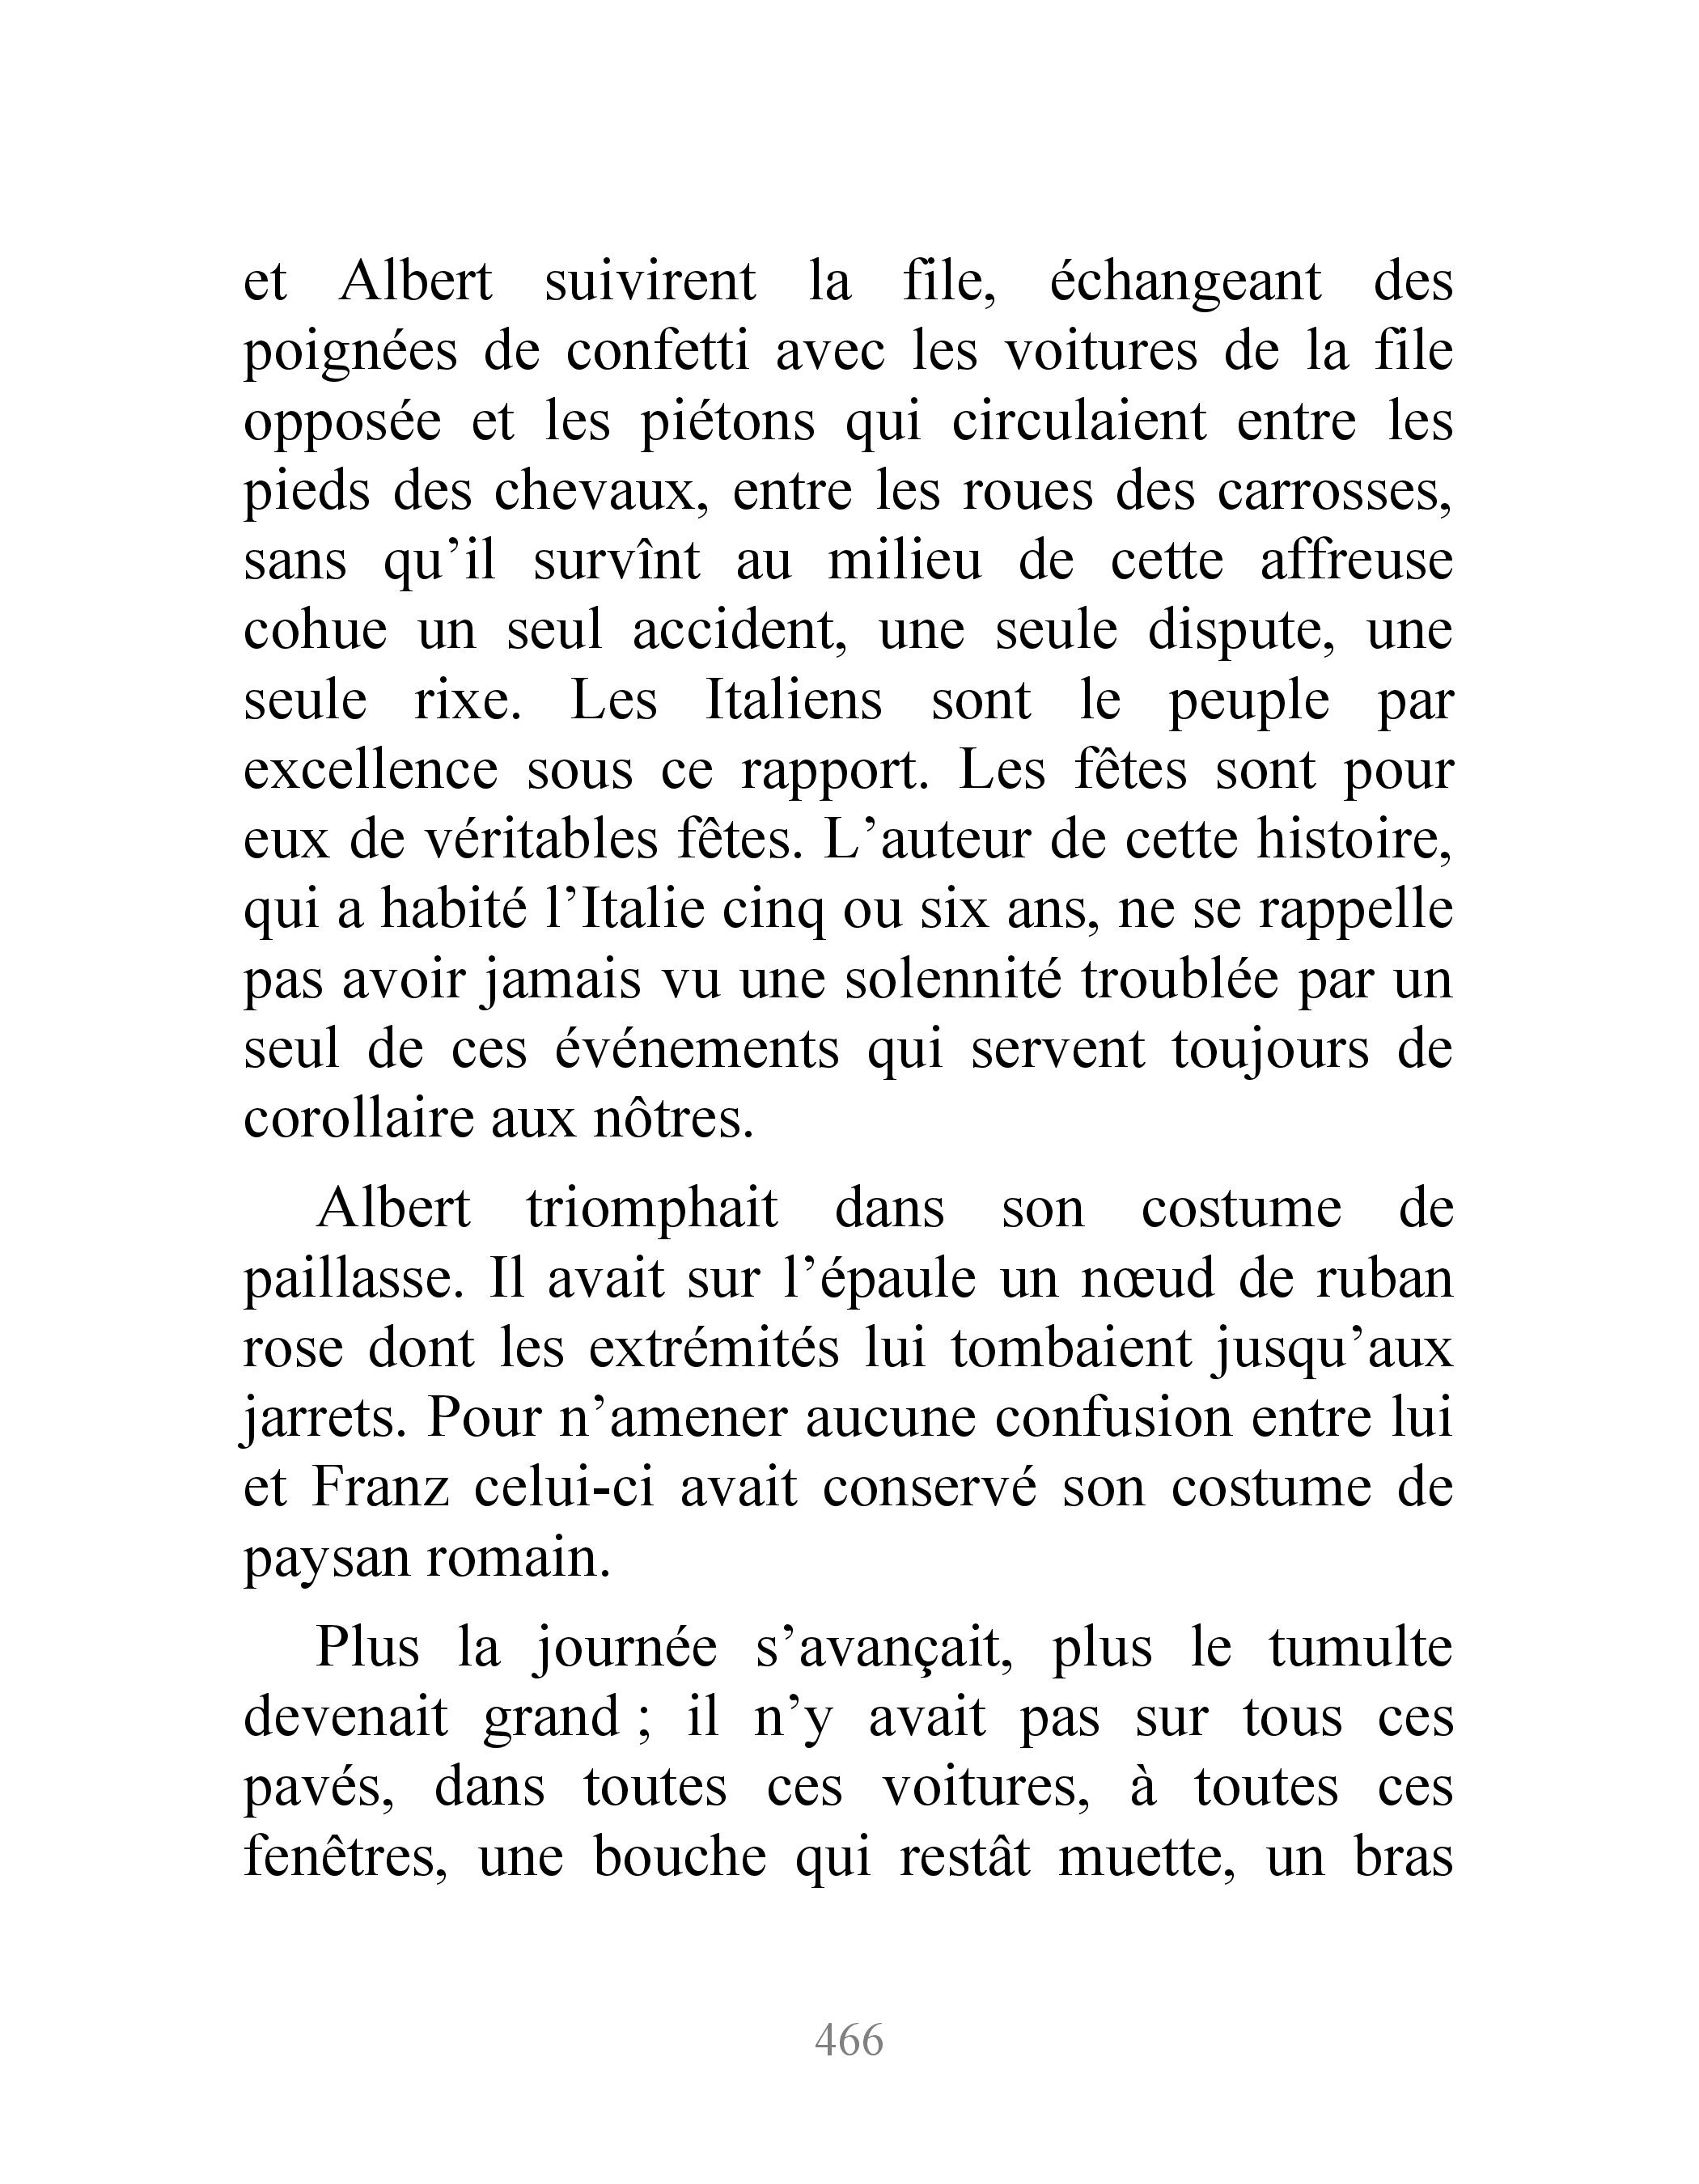 et Albert suivirent la file, échangeant des
poignées de confetti avec les voitures de la file
opposée et les piétons qui circulaient entre les
pieds des chevaux, entre les roues des carrosses,
sans qu’il survînt au milieu de cette affreuse
cohue un seul accident, une seule dispute, une
seule rixe. Les Italiens sont le peuple par
excellence sous ce rapport. Les fêtes sont pour
eux de véritables fêtes. L’auteur de cette histoire,
qui a habité l’Italie cinq ou six ans, ne se rappelle
pas avoir jamais vu une solennité troublée par un
seul de ces événements qui servent toujours de
corollaire aux nôtres.
Albert triomphait dans son costume de
paillasse. Il avait sur l’épaule un nœud de ruban
rose dont les extrémités lui tombaient jusqu’aux
jarrets. Pour n’amener aucune confusion entre lui
et Franz celui-ci avait conservé son costume de
paysan romain.
Plus la journée s’avançait, plus le tumulte
devenait grand ; il n’y avait pas sur tous ces
pavés, dans toutes ces voitures, à toutes ces
fenêtres, une bouche qui restât muette, un bras
466